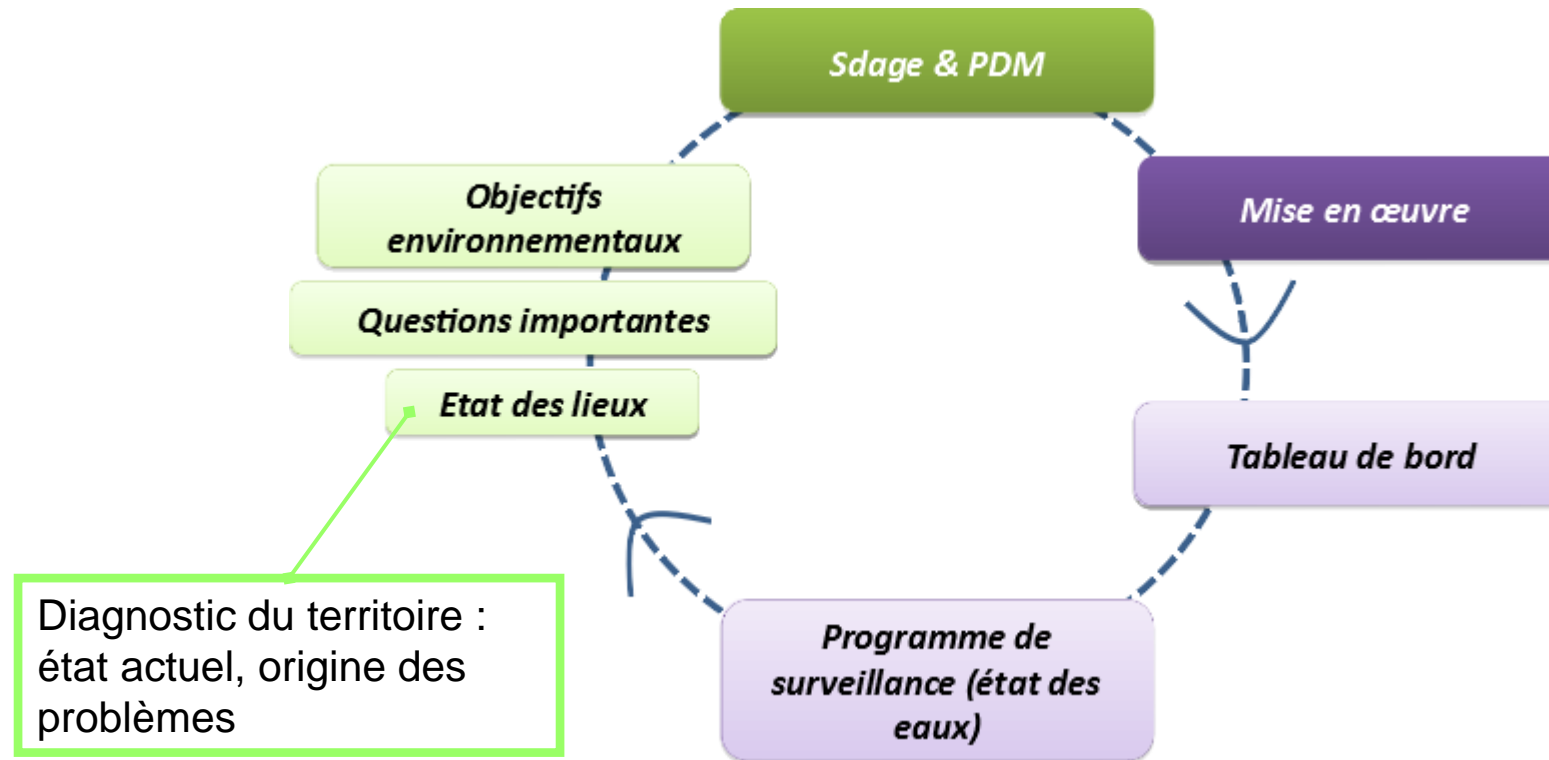 Sdage & PDM
Objectifs
environnementaux
Mise en œuvre
Questions importantes
Etat des lieux
Tableau de bord
Diagnostic du territoire :
état actuel, origine des
problèmes
Programme de
surveillance (état des
eaux)